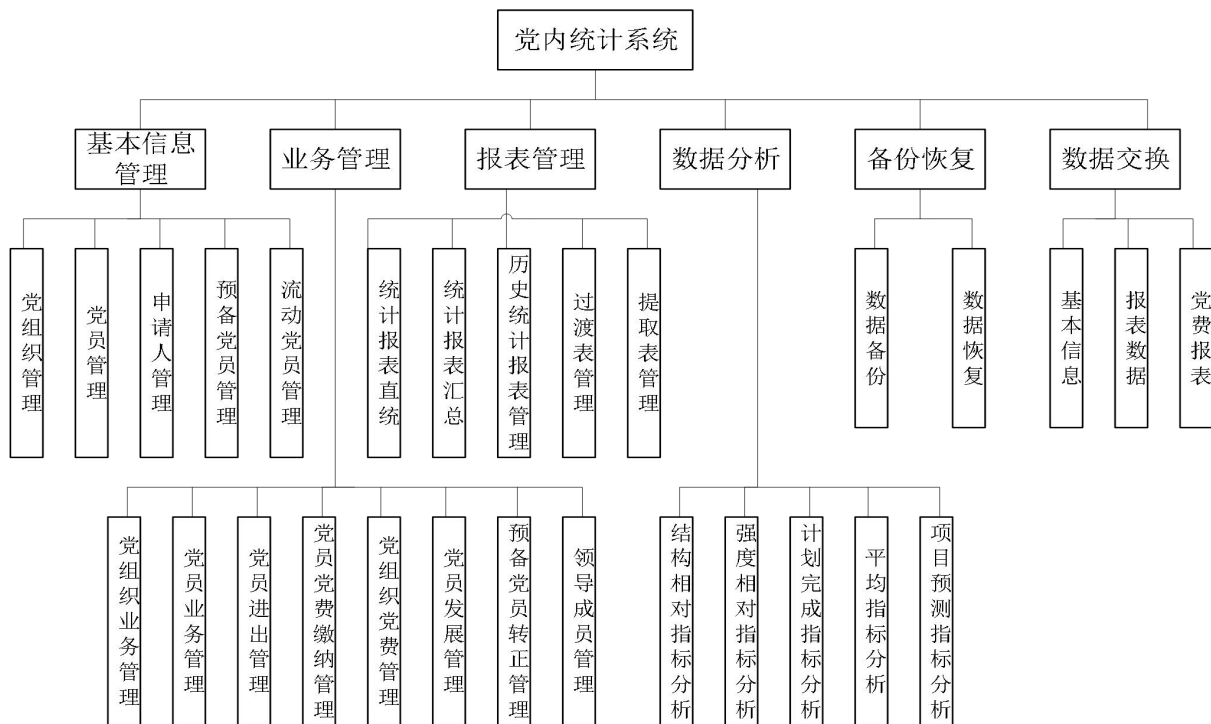 党内统计系统
基本信息
管理
业务管理
报表管理
数据分析
备份恢复
数据交换
党组织管理
党员管理
申请人管理
预备党员管理
流动党员管理
统计报表直统
统计报表汇总
历史统计报表管理
过渡表管理
提取表管理
数据备份
数据恢复
基本信息
报表数据
党费报表
党组织业务管理
党员业务管理
党员进出管理
党员党费缴纳管理
党组织党费管理
党员发展管理
预备党员转正管理
领导成员管理
结构相对指标分析
强度相对指标分析
计划完成指标分析
平均指标分析
项目预测指标分析